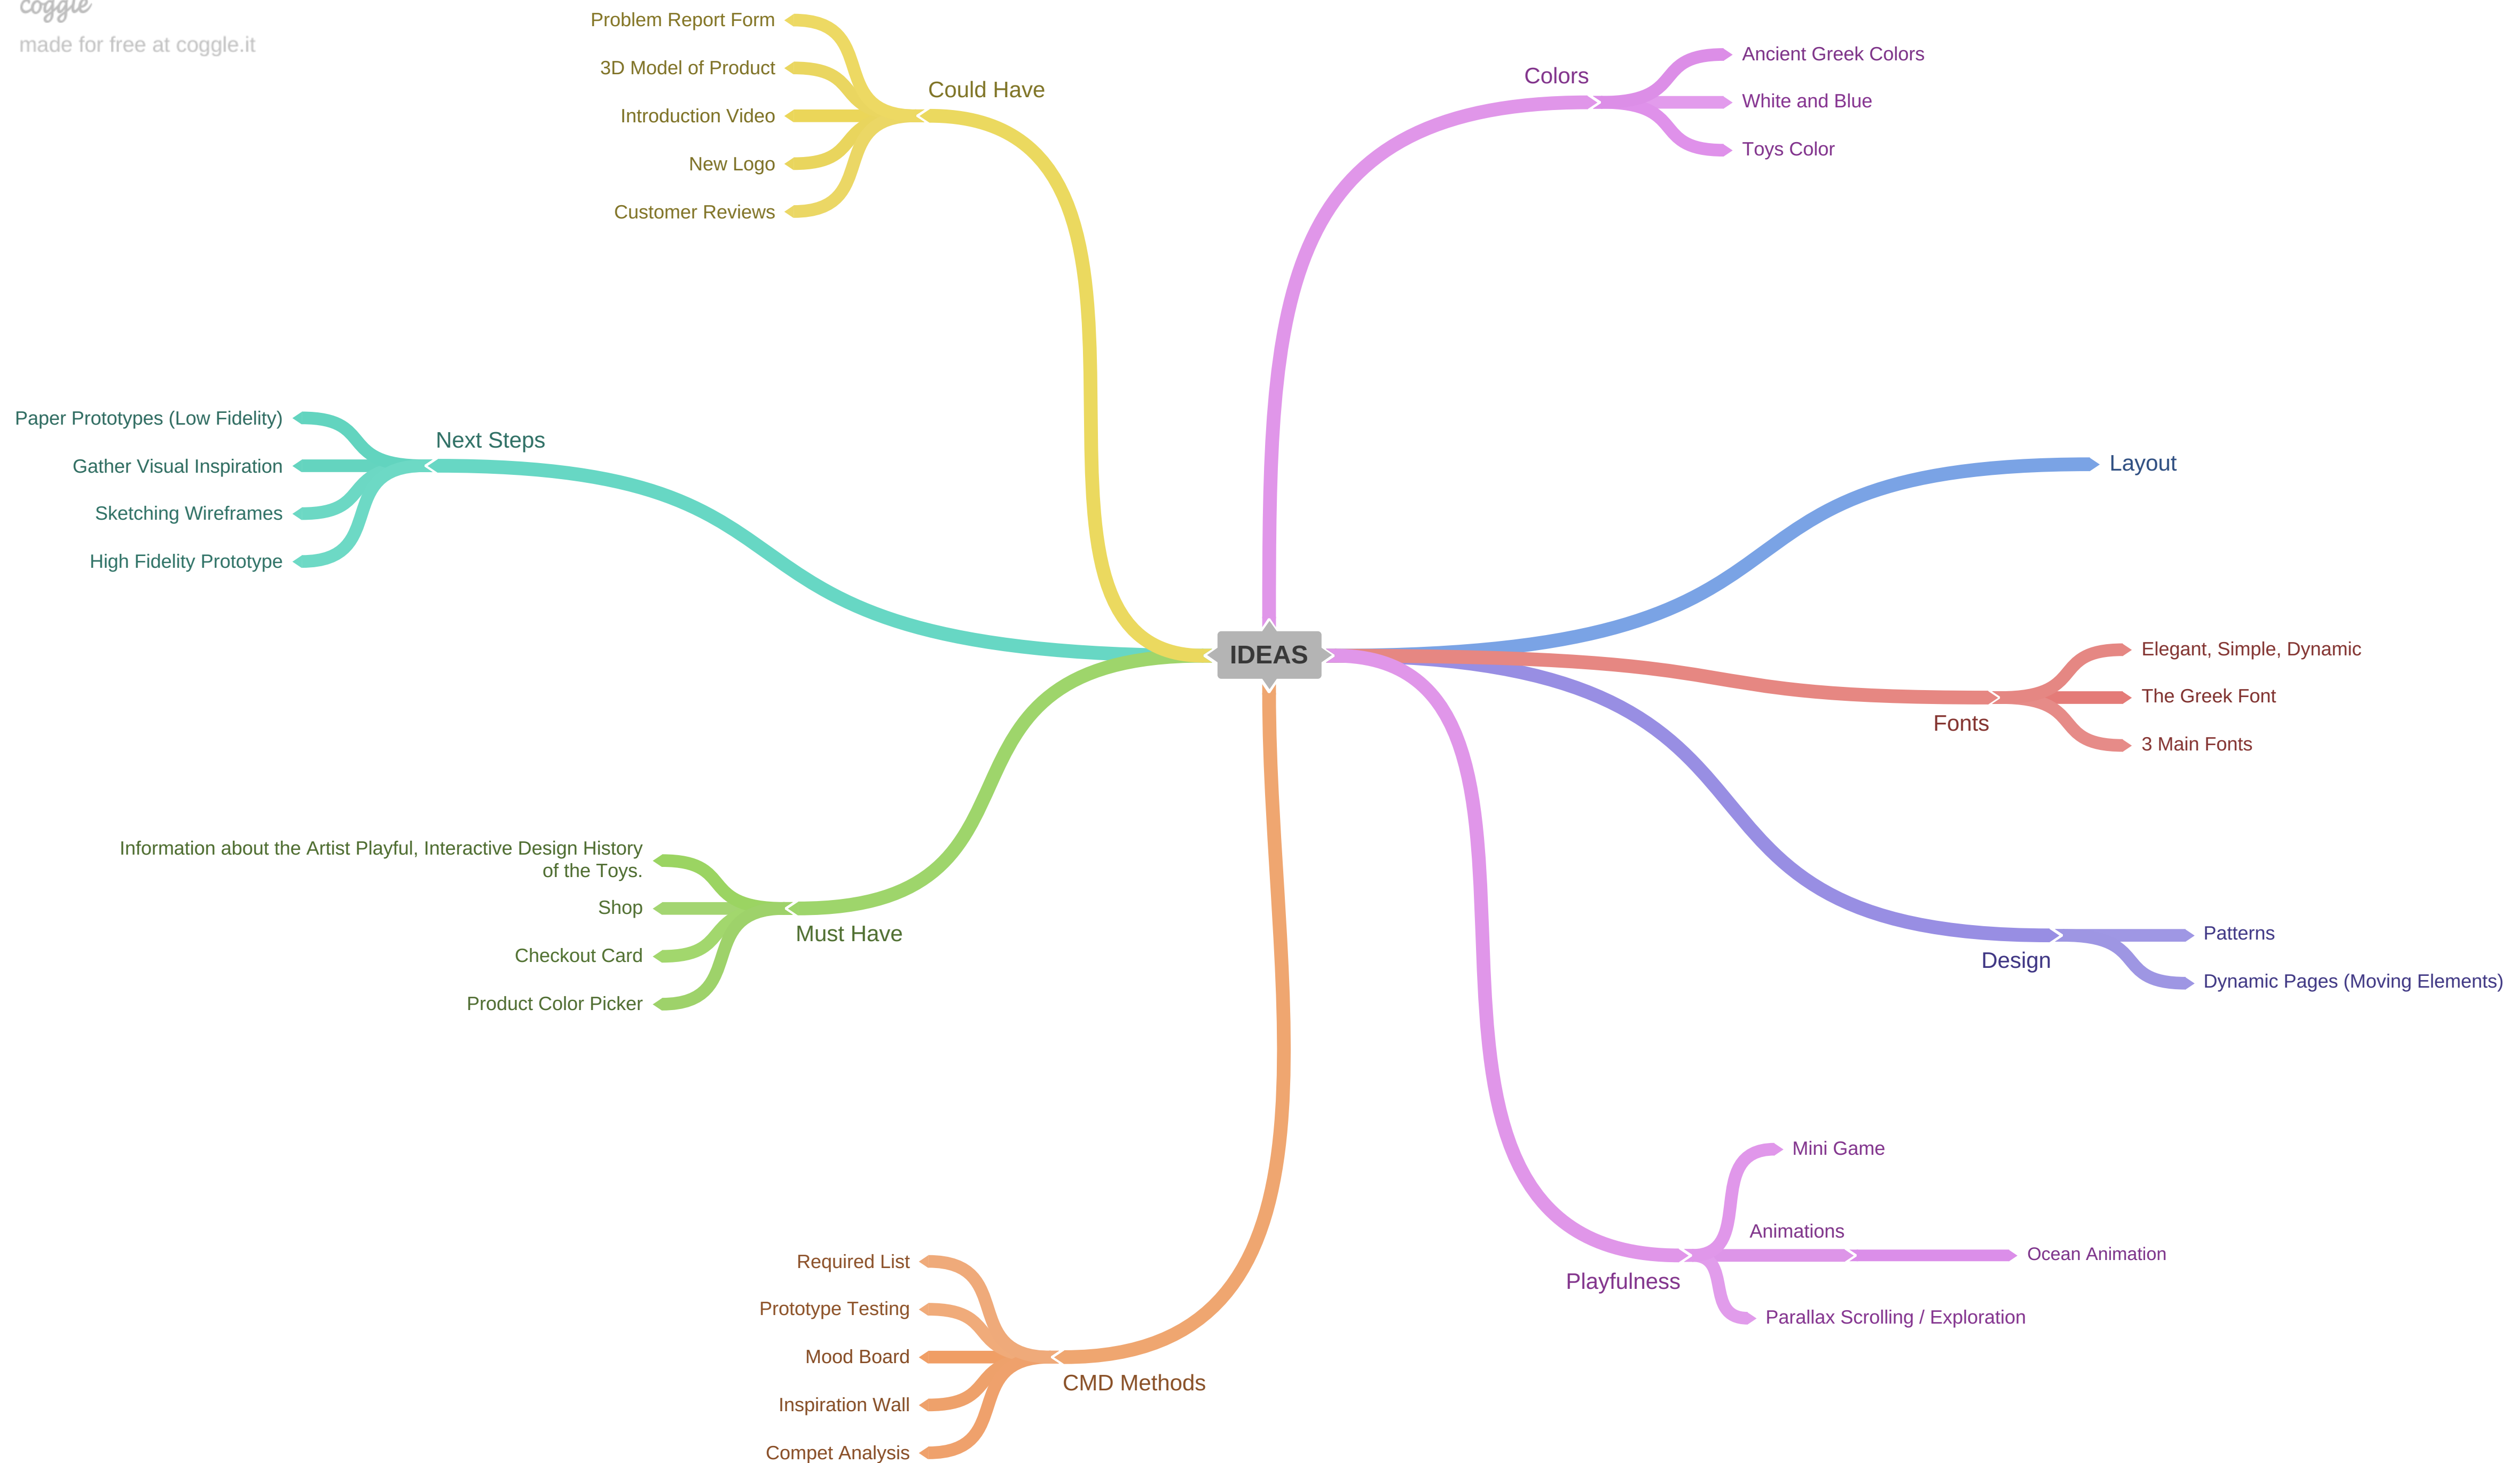 coggle
made for free at coggle.it
Problem Report Form
3D Model of Product
Introduction Video
New Logo
Customer Reviews
Could Have
Colors
Ancient Greek Colors
White and Blue
Toys Color
Paper Prototypes (Low Fidelity)
Gather Visual Inspiration
Sketching Wireframes
High Fidelity Prototype
Next Steps
Layout
IDEAS
Elegant, Simple, Dynamic
The Greek Font
3 Main Fonts
Fonts
Information about the Artist Playful, Interactive Design History
of the Toys.
Shop
Checkout Card
Product Color Picker
Must Have
Design
Patterns
Dynamic Pages (Moving Elements)
Mini Game
Animations
Ocean Animation
Playfulness
Parallax Scrolling / Exploration
Required List
Prototype Testing
Mood Board
Inspiration Wall
Compet Analysis
CMD Methods